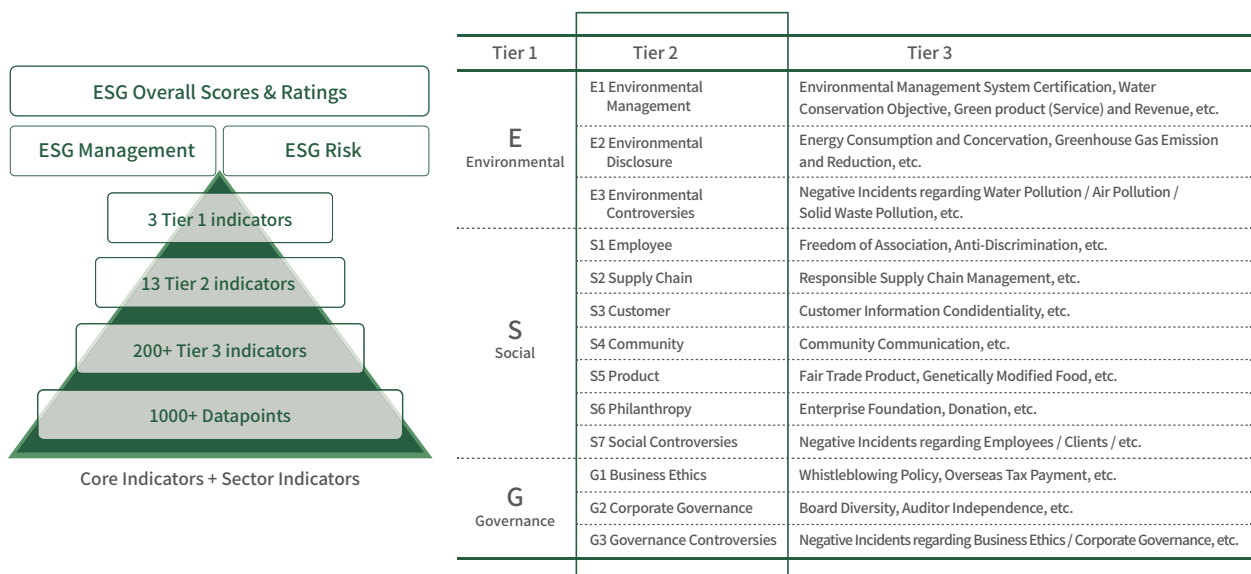 ESG Overall Scores & Ratings
ESG Management
ESG Risk
3 Tier 1 indicators
13 Tier 2 indicators
200+ Tier 3 indicators
1000+ Datapoints
Core Indicators + Sector Indicators
Tier 1
Tier 2
Tier 3
E
Environmental
E1 Environmental
Management
Environmental Management System Certification, Water
Conservation Objective, Green product (Service) and Revenue, etc.
E2 Environmental
Disclosure
Energy Consumption and Concervation, Greenhouse Gas Emission
and Reduction, etc.
E3 Environmental
Controversies
Negative Incidents regarding Water Pollution / Air Pollution /
Solid Waste Pollution, etc.
S
Social
S1 Employee
Freedom of Association, Anti-Discrimination, etc.
S2 Supply Chain
Responsible Supply Chain Management, etc.
S3 Customer
Customer Information Condidentiality, etc.
S4 Community
Community Communication, etc.
S5 Product
Fair Trade Product, Genetically Modified Food, etc.
S6 Philanthropy
Enterprise Foundation, Donation, etc.
S7 Social Controversies
Negative Incidents regarding Employees / Clients / etc.
G
Governance
G1 Business Ethics
Whistleblowing Policy, Overseas Tax Payment, etc.
G2 Corporate Governance
Board Diversity, Auditor Independence, etc.
G3 Governance Controversies
Negative Incidents regarding Business Ethics / Corporate Governance, etc.